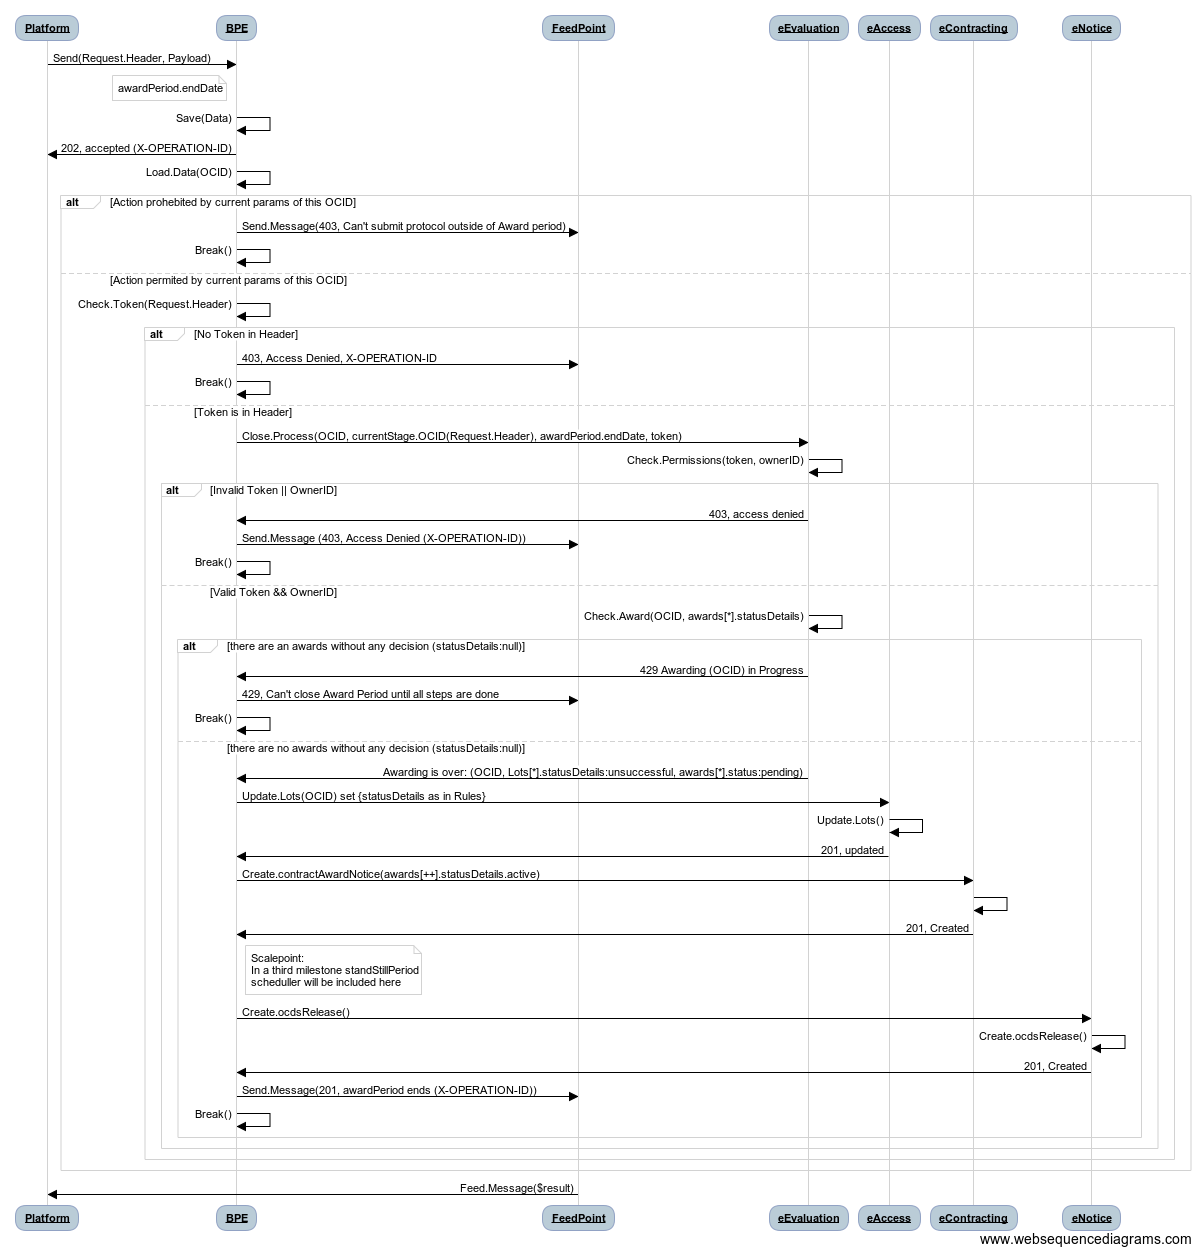 Platform BPE FeedPoint eEvaluation eAccess eContracting eNotice
Send(Request.Header, Payload)
awardPeriod.endDate
Save(Data)
202, accepted (X-OPERATION-ID)
Load.Data(OCID)
alt [Action prohebited by current params of this OCID]
Send.Message(403, Can't submit protocol outside of Award period)
Break()
[Action permited by current params of this OCID]
Check.Token(Request.Header)
alt [No Token in Header]
403, Access Denied, X-OPERATION-ID
Break()
[Token is in Header]
Close.Process(OCID, currentStage.OCID(Request.Header), awardPeriod.endDate, token)
Check.Permissions(token, ownerID)
alt [Invalid Token || OwnerID]
403, access denied
Send.Message (403, Access Denied (X-OPERATION-ID))
Break()
[Valid Token && OwnerID]
Check.Award(OCID, awards[*].statusDetails)
alt [there are an awards without any decision (statusDetails:null)]
429 Awarding (OCID) in Progress
429, Can't close Award Period until all steps are done
Break()
[there are no awards without any decision (statusDetails:null)]
Awarding is over: (OCID, Lots[*].statusDetails:unsuccessful, awards[*].status:pending)
Update.Lots(OCID) set {statusDetails as in Rules}
Update.Lots()
201, updated
Create.contractAwardNotice(awards[++].statusDetails.active)
201, Created
Scalepoint:
In a third milestone standStillPeriod
scheduller will be included here
Create.ocdsRelease()
Create.ocdsRelease()
201, Created
Send.Message(201, awardPeriod ends (X-OPERATION-ID))
Break()
Feed.Message($result)
Platform BPE FeedPoint eEvaluation eAccess eContracting eNotice
www.websequencediagrams.com